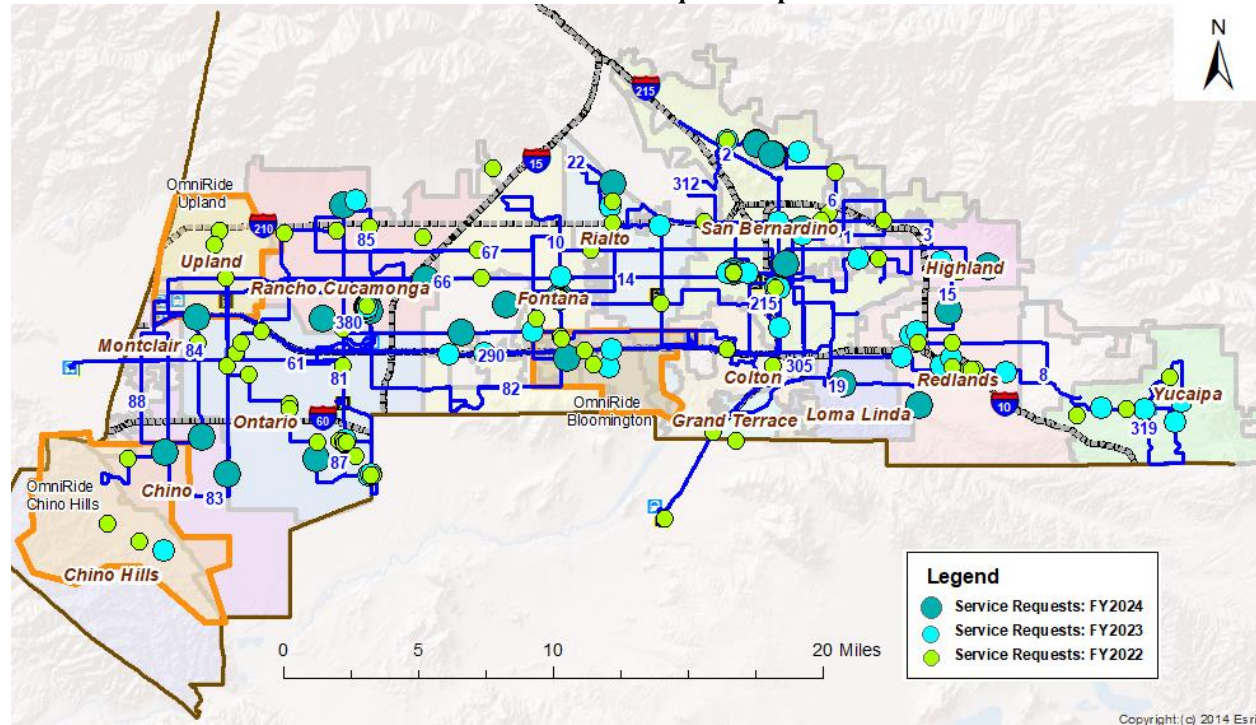 N
215
15
22
2
312
OmniRide
Upland
6
210
85
San Bernardino
1
3
10
Rialto
67
Upland
66
14
Highland
Rancho Cucamonga
Fontana
215
15
380
Montclair
84
61
290
305
81
82
Colton
19
Redlands
8
88
OmniRide
Bloomington
Loma Linda
10
Yucaipa
Ontario
60
Grand Terrace
319
87
OmniRide
Chino Hills
Chino
83
Chino Hills
Legend
Service Requests: FY2024
Service Requests: FY2023
Service Requests: FY2022
0
5
10
20 Miles
Copyright:(c) 2014 Esri